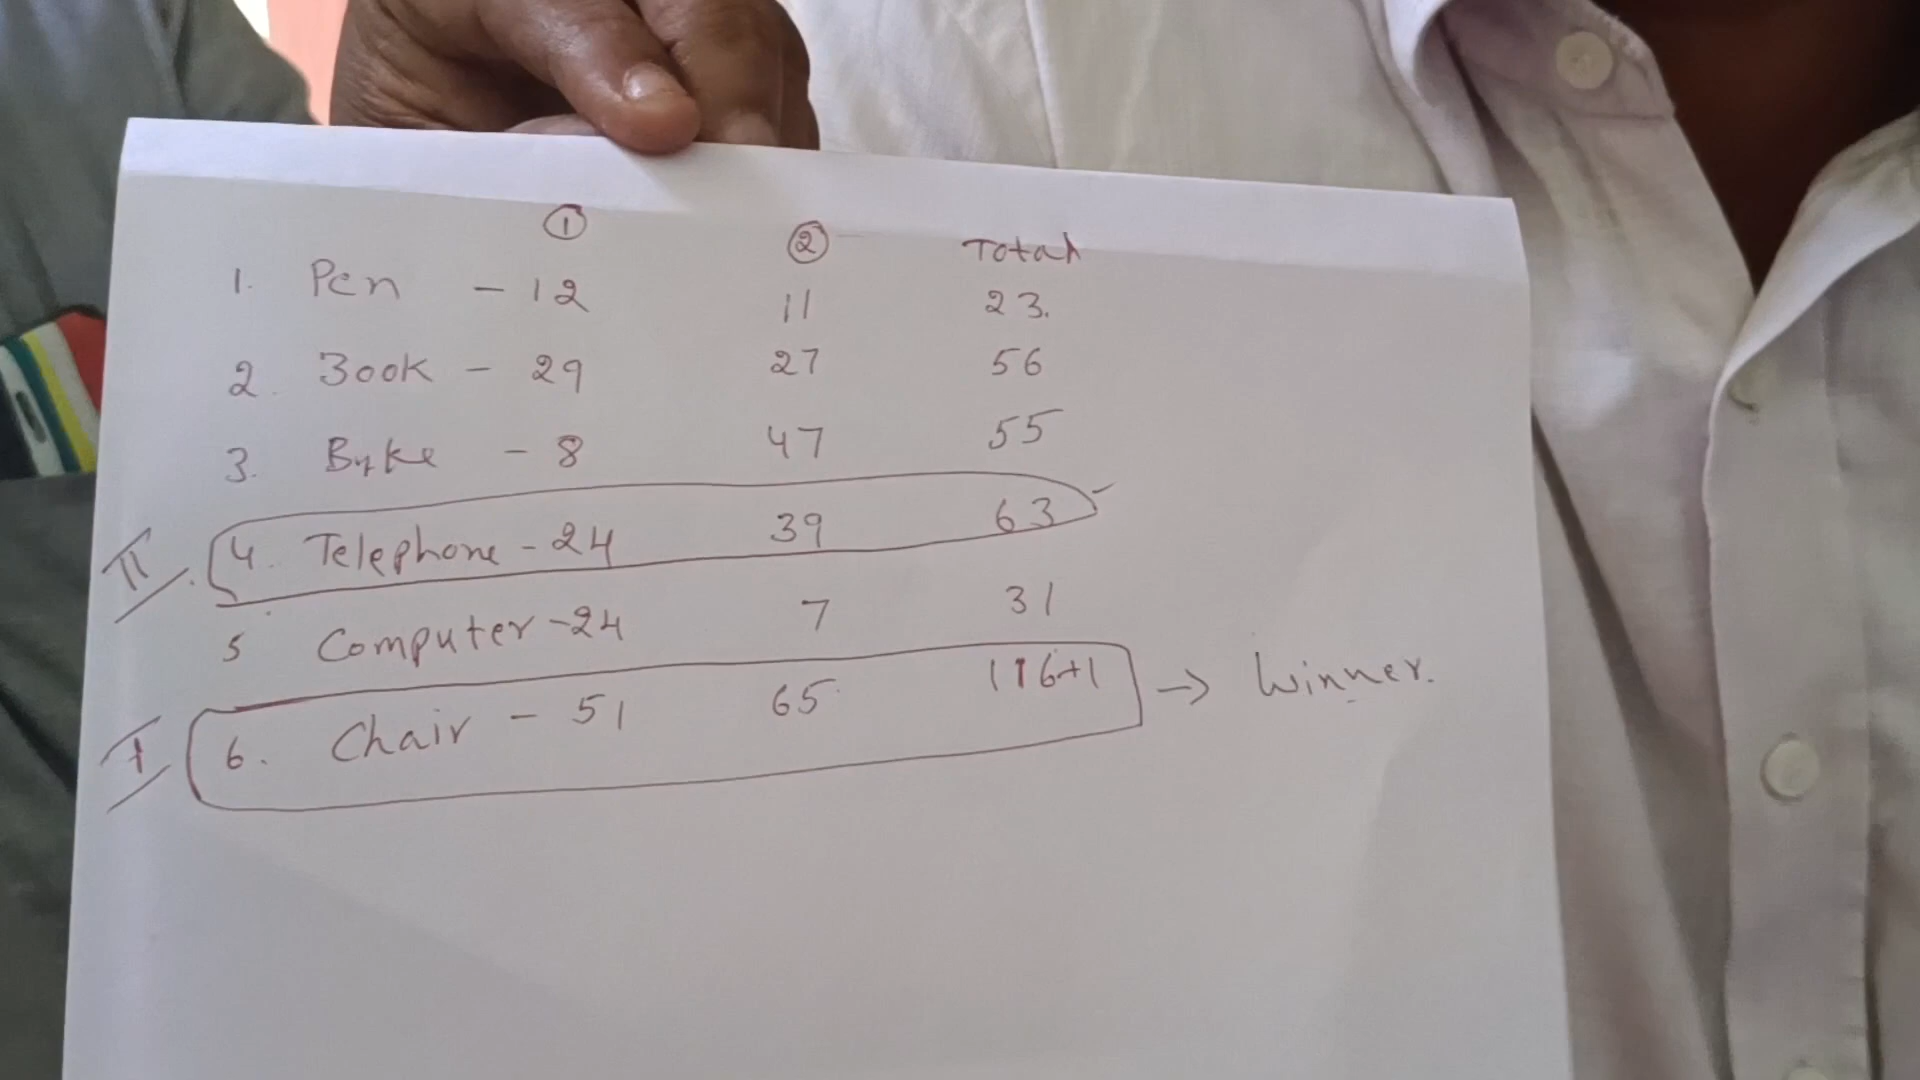 ① ② Total
1. Pen - 12 11 23.
2. Book - 29 27 56
3. Byke - 8 47 55
II. 4. Telephone - 24 39 63
5 Computer - 24 7 31
I 6. Chair - 51 65 116+1 → Winner.